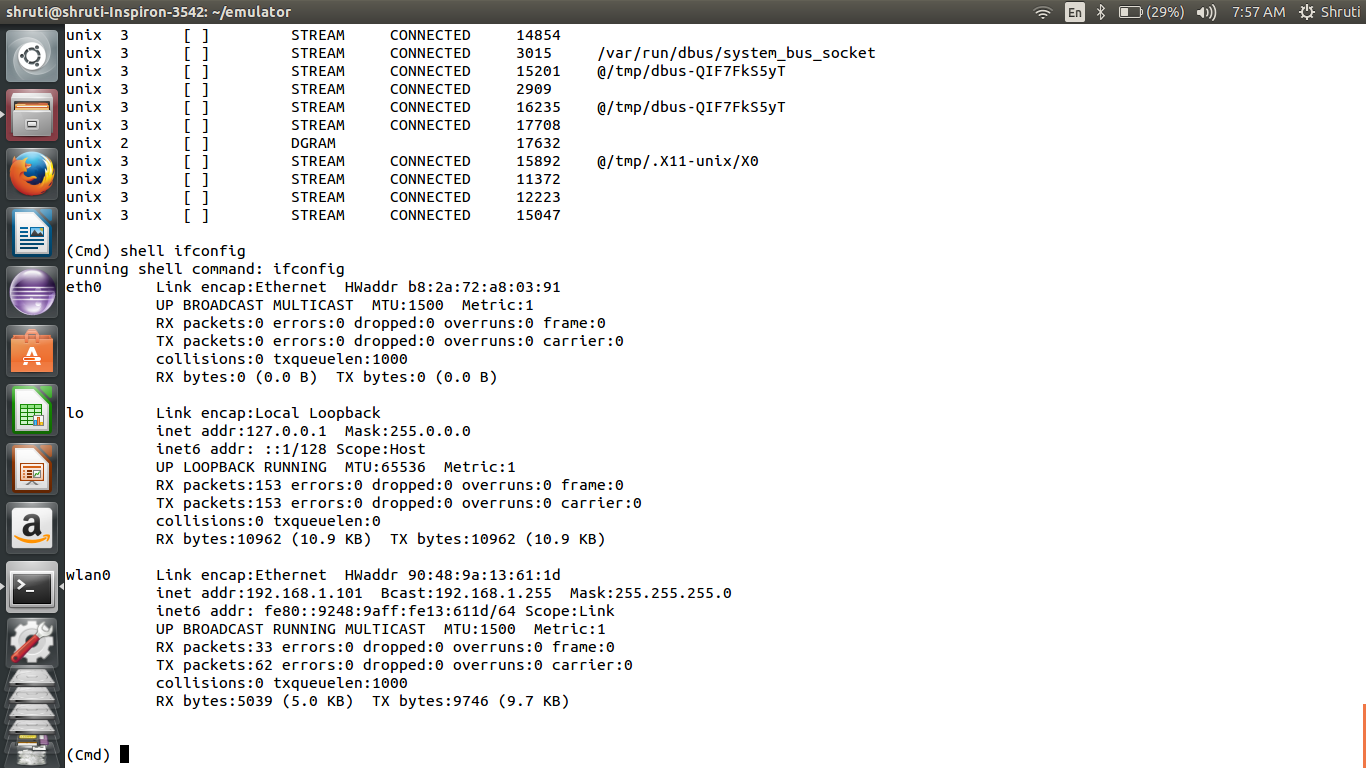 shruti@shruti-Inspiron-3542: ~/emulator En (29%) 7:57 AM Shruti
unix  3      [ ]         STREAM     CONNECTED     14854
unix  3      [ ]         STREAM     CONNECTED     3015     /var/run/dbus/system_bus_socket
unix  3      [ ]         STREAM     CONNECTED     15201    @/tmp/dbus-QIF7FkS5yT
unix  3      [ ]         STREAM     CONNECTED     2909
unix  3      [ ]         STREAM     CONNECTED     16235    @/tmp/dbus-QIF7FkS5yT
unix  3      [ ]         STREAM     CONNECTED     17708
unix  2      [ ]         DGRAM                    17632
unix  3      [ ]         STREAM     CONNECTED     15892    @/tmp/.X11-unix/X0
unix  3      [ ]         STREAM     CONNECTED     11372
unix  3      [ ]         STREAM     CONNECTED     12223
unix  3      [ ]         STREAM     CONNECTED     15047
(Cmd) shell ifconfig
running shell command: ifconfig
eth0      Link encap:Ethernet  HWaddr b8:2a:72:a8:03:91
          UP BROADCAST MULTICAST  MTU:1500  Metric:1
          RX packets:0 errors:0 dropped:0 overruns:0 frame:0
          TX packets:0 errors:0 dropped:0 overruns:0 carrier:0
          collisions:0 txqueuelen:1000
          RX bytes:0 (0.0 B)  TX bytes:0 (0.0 B)
lo        Link encap:Local Loopback
          inet addr:127.0.0.1  Mask:255.0.0.0
          inet6 addr: ::1/128 Scope:Host
          UP LOOPBACK RUNNING  MTU:65536  Metric:1
          RX packets:153 errors:0 dropped:0 overruns:0 frame:0
          TX packets:153 errors:0 dropped:0 overruns:0 carrier:0
          collisions:0 txqueuelen:0
          RX bytes:10962 (10.9 KB)  TX bytes:10962 (10.9 KB)
wlan0     Link encap:Ethernet  HWaddr 90:48:9a:13:61:1d
          inet addr:192.168.1.101  Bcast:192.168.1.255  Mask:255.255.255.0
          inet6 addr: fe80::9248:9aff:fe13:611d/64 Scope:Link
          UP BROADCAST RUNNING MULTICAST  MTU:1500  Metric:1
          RX packets:33 errors:0 dropped:0 overruns:0 frame:0
          TX packets:62 errors:0 dropped:0 overruns:0 carrier:0
          collisions:0 txqueuelen:1000
          RX bytes:5039 (5.0 KB)  TX bytes:9746 (9.7 KB)
(Cmd)